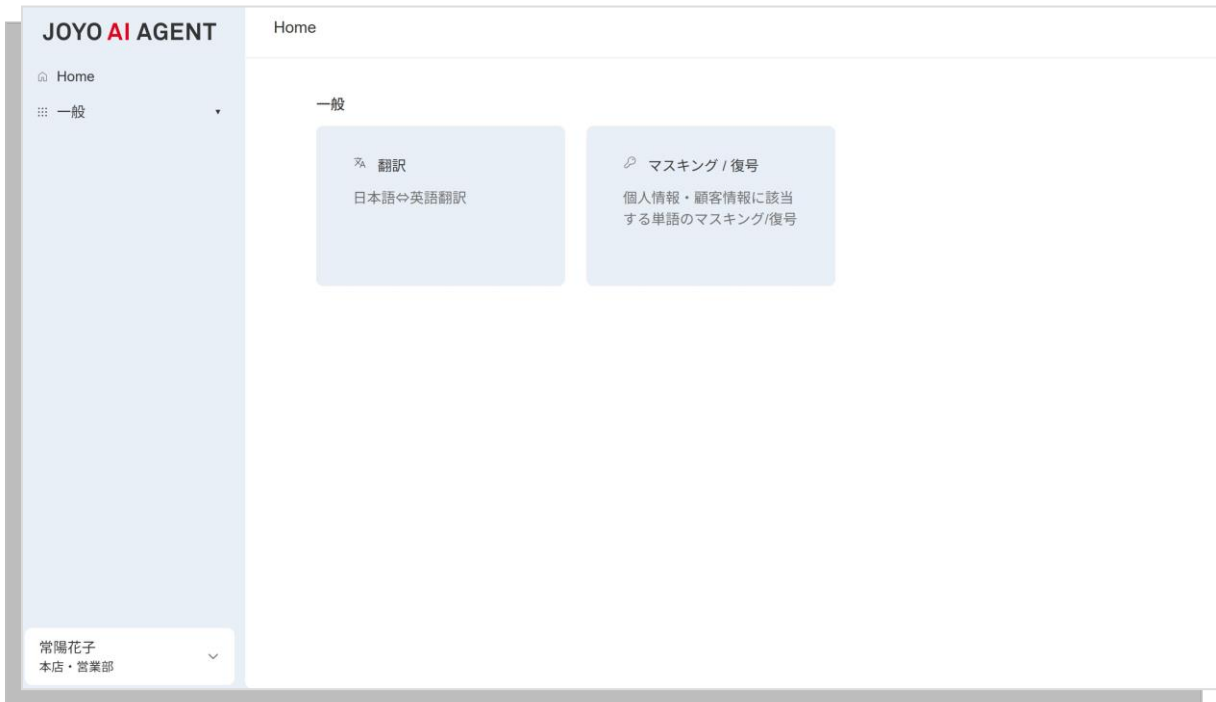 JOYO AI AGENT
Home
一般
常陽花子
本店・営業部
Home
一般
翻訳
日本語⇔英語翻訳
マスキング / 復号
個人情報・顧客情報に該当
する単語のマスキング/復号